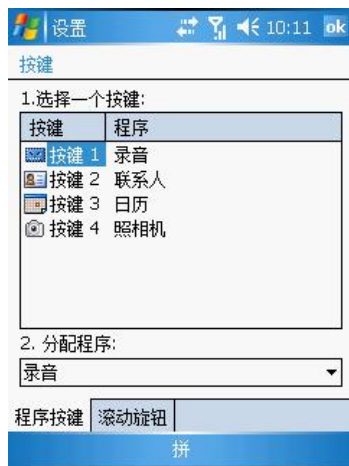 设置 10:11 ok
按键
1.选择一个按键:
按键 程序
按键 1 录音
按键 2 联系人
按键 3 日历
按键 4 照相机
2. 分配程序:
录音
程序按键 滚动旋钮
拼